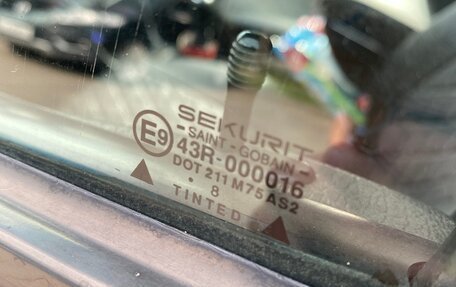 SEKURIT
- SAINT - GOBAIN -
E9 43R-000016
DOT 211 M75 AS2
. 8
TINTED